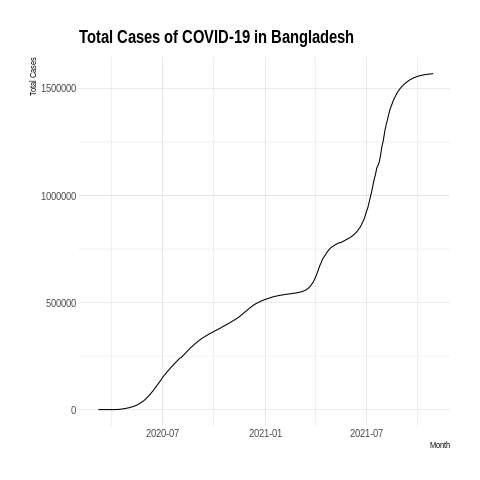 Total Cases of COVID-19 in Bangladesh
Total Cases
1500000
1000000
500000
0
2020-07
2021-01
2021-07
Month